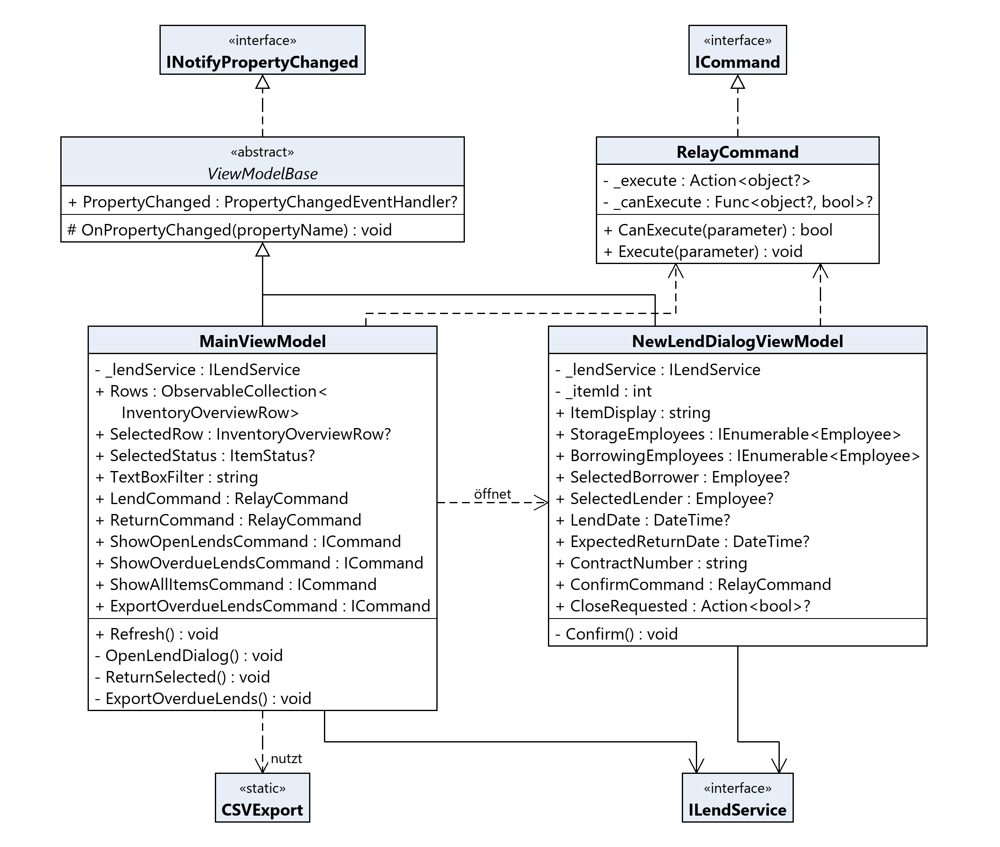 «interface»
INotifyPropertyChanged
«interface»
ICommand
«abstract»
ViewModelBase
+ PropertyChanged : PropertyChangedEventHandler?
# OnPropertyChanged(propertyName) : void
RelayCommand
- _execute : Action<object?>
- _canExecute : Func<object?, bool>?
+ CanExecute(parameter) : bool
+ Execute(parameter) : void
MainViewModel
- _lendService : ILendService
+ Rows : ObservableCollection<
InventoryOverviewRow>
+ SelectedRow : InventoryOverviewRow?
+ SelectedStatus : ItemStatus?
+ TextBoxFilter : string
+ LendCommand : RelayCommand
+ ReturnCommand : RelayCommand
+ ShowOpenLendsCommand : ICommand
+ ShowOverdueLendsCommand : ICommand
+ ShowAllItemsCommand : ICommand
+ ExportOverdueLendsCommand : ICommand
+ Refresh() : void
- OpenLendDialog() : void
- ReturnSelected() : void
- ExportOverdueLends() : void
öffnet
NewLendDialogViewModel
- _lendService : ILendService
- _itemId : int
+ ItemDisplay : string
+ StorageEmployees : IEnumerable<Employee>
+ BorrowingEmployees : IEnumerable<Employee>
+ SelectedBorrower : Employee?
+ SelectedLender : Employee?
+ LendDate : DateTime?
+ ExpectedReturnDate : DateTime?
+ ContractNumber : string
+ ConfirmCommand : RelayCommand
+ CloseRequested : Action<bool>?
- Confirm() : void
nutzt
«static»
CSVExport
«interface»
ILendService